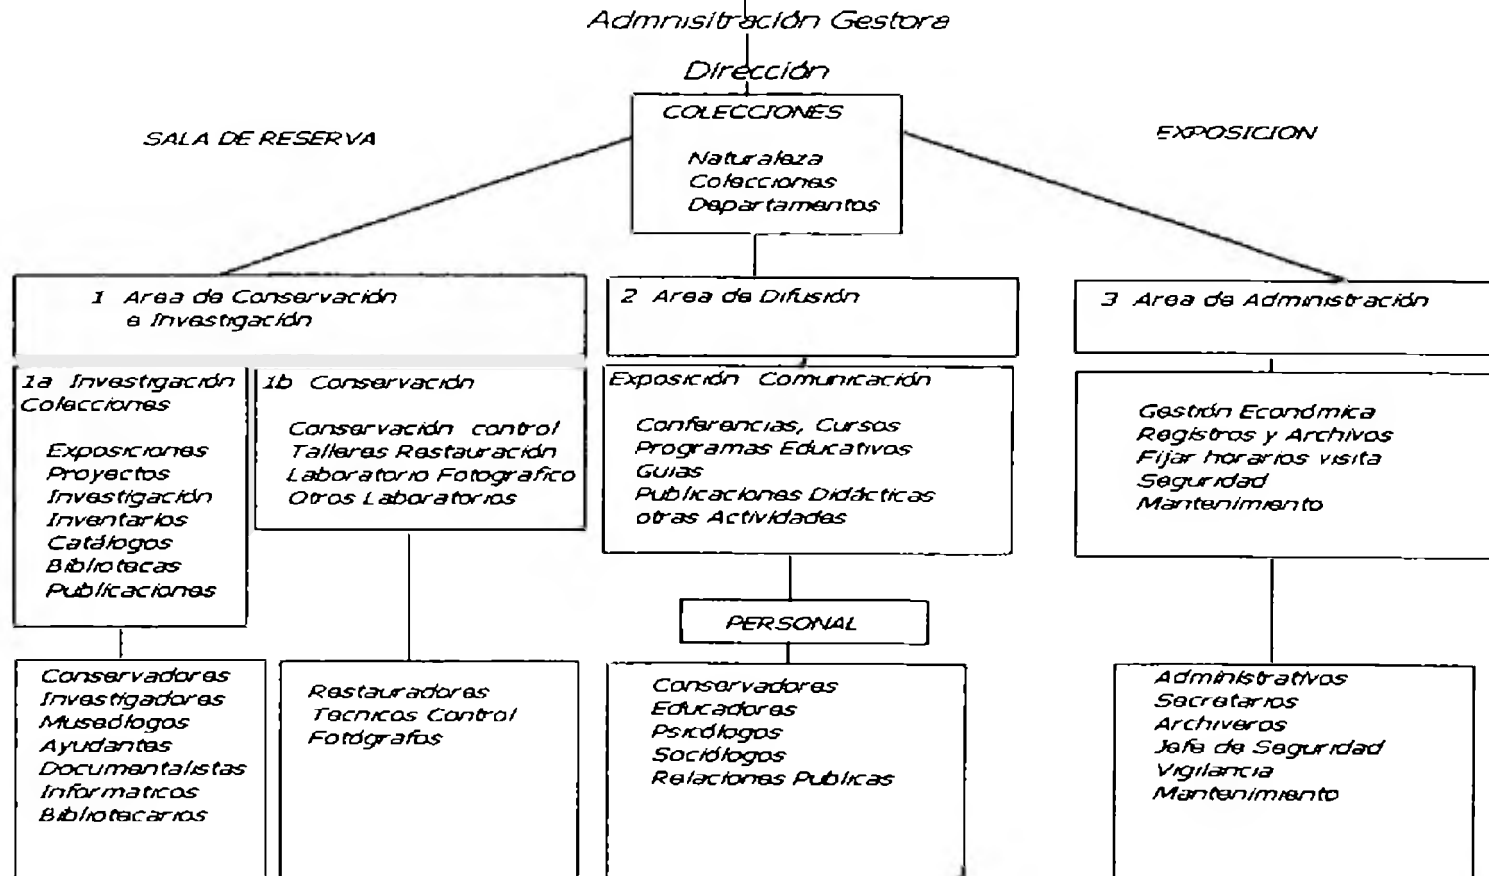 Admnisitración Gestora
Dirección
SALA DE RESERVA
COLECCIONES
Naturaleza
Colecciones
Departamentos
EXPOSICION
1 Area de Conservación
e Investigación
2 Area de Difusión
3 Area de Administración
1a Investigación
Colecciones
Exposiciones
Proyectos
Investigación
Inventarios
Catálogos
Bibliotecas
Publicaciones
1b Conservación
Conservación control
Talleres Restauración
Laboratorio Fotografico
Otros Laboratorios
Exposición Comunicación
Conferencias, Cursos
Programas Educativos
Guias
Publicaciones Didácticas
otras Actividades
Gestión Económica
Registros y Archivos
Fijar horarios visita
Seguridad
Mantenimiento
PERSONAL
Conservadores
Investigadores
Museólogos
Ayudantes
Documentalistas
Informaticos
Bibliotecarios
Restauradores
Tecnicos Control
Fotógrafos
Conservadores
Educadores
Psicólogos
Sociólogos
Relaciones Publicas
Administrativos
Secretarios
Archiveros
Jefe de Seguridad
Vigilancia
Mantenimiento